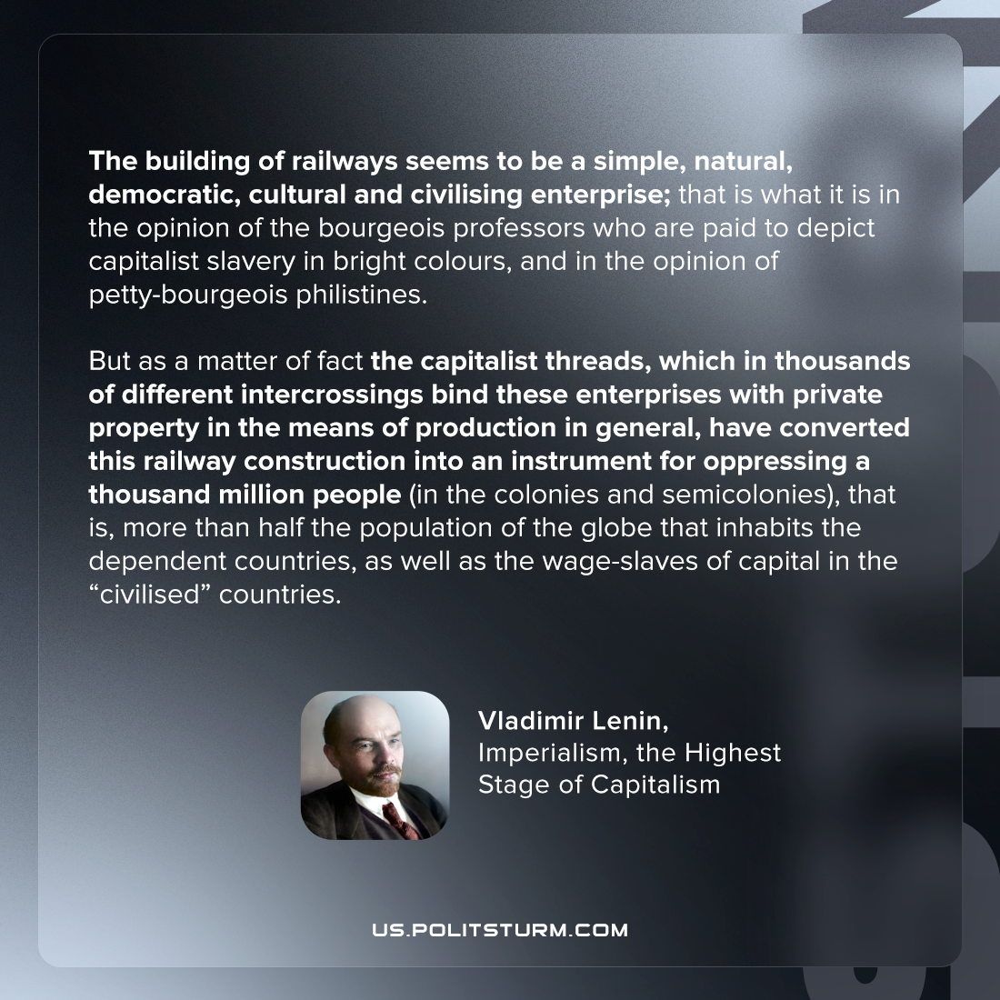 The building of railways seems to be a simple, natural,
democratic, cultural and civilising enterprise; that is what it is in
the opinion of the bourgeois professors who are paid to depict
capitalist slavery in bright colours, and in the opinion of
petty-bourgeois philistines.
But as a matter of fact the capitalist threads, which in thousands
of different intercrossings bind these enterprises with private
property in the means of production in general, have converted
this railway construction into an instrument for oppressing a
thousand million people (in the colonies and semicolonies), that
is, more than half the population of the globe that inhabits the
dependent countries, as well as the wage-slaves of capital in the
“civilised” countries.
Vladimir Lenin,
Imperialism, the Highest
Stage of Capitalism
US.POLITSTURM.COM